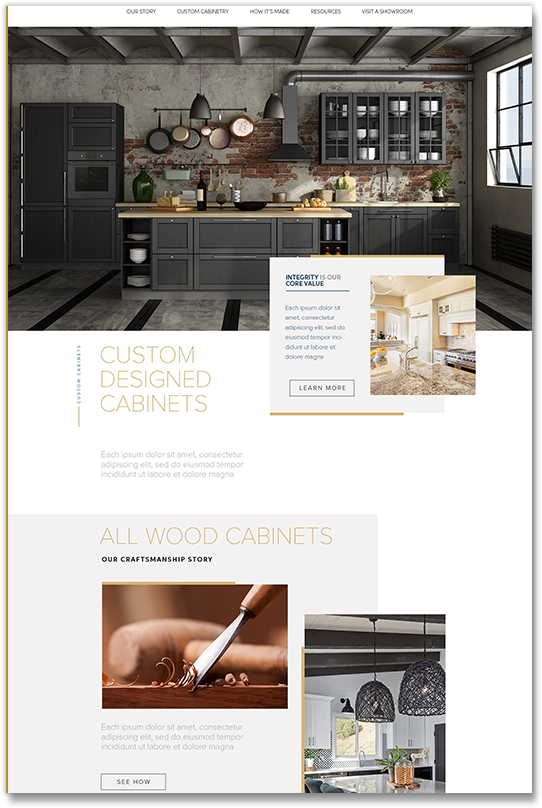 OUR STORY CUSTOM CABINETRY HOW IT'S MADE RESOURCES VISIT A SHOWROOM
INTEGRITY IS OUR
CORE VALUE
Each ipsum dolor sit
amet, consectetur
adipiscing elit, sed do
eiusmod tempor inci-
didunt ut labore et
dolore magna
LEARN MORE
CUSTOM CABINETS
CUSTOM
DESIGNED
CABINETS
Each ipsum dolor sit amet, consectetur
adipiscing elit, sed do eiusmod tempor
incididunt ut labore et dolore magna
ALL WOOD CABINETS
OUR CRAFTSMANSHIP STORY
Each ipsum dolor sit amet, consectetur
adipiscing elit, sed do eiusmod tempor
incididunt ut labore et dolore magna
SEE HOW